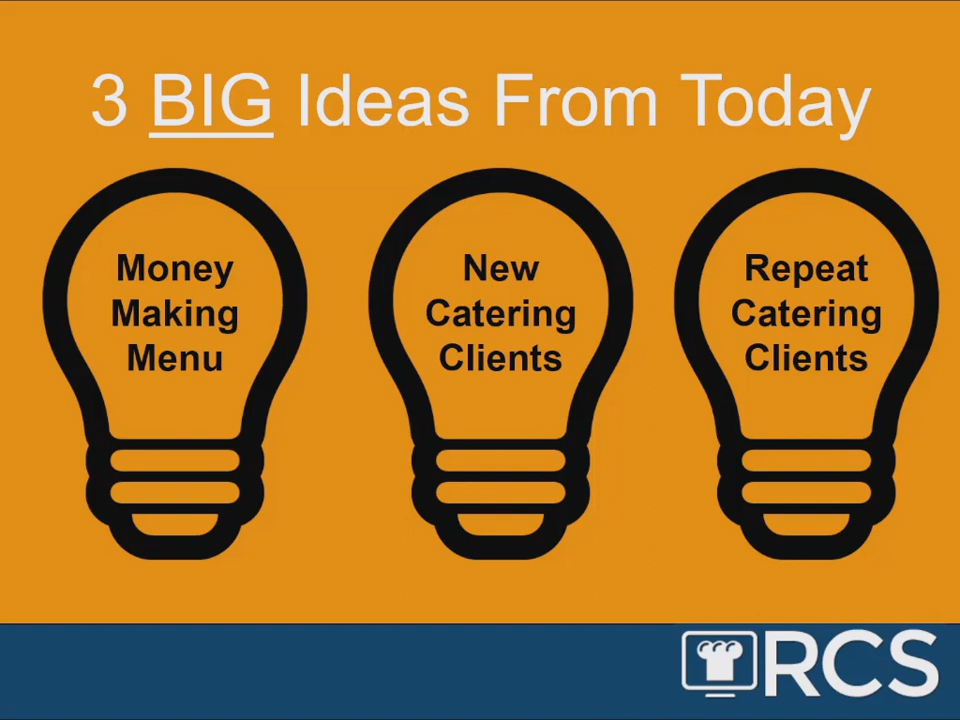 3 BIG Ideas From Today
Money
Making
Menu
New
Catering
Clients
Repeat
Catering
Clients
RCS